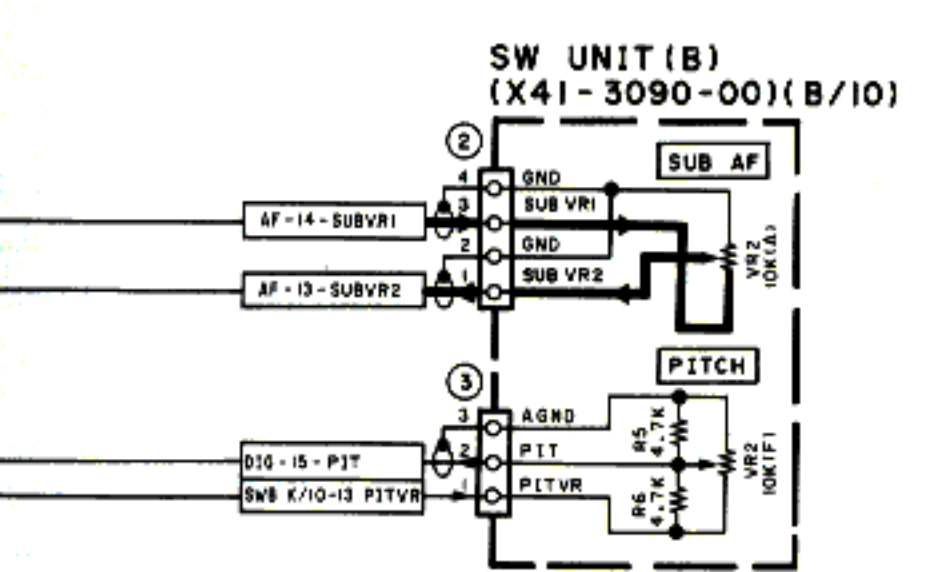 SW UNIT(B)
(X41-3090-00)(B/10)
2
SUB AF
4 GND
AF-14-SUBVR1
3 SUB VR1
2 GND
VR2
10K(A)
AF-13-SUBVR2
1 SUB VR2
PITCH
3
3 AGND
R5
4.7K
DIG-15-PIT
2 PIT
VR2
10K(F)
SWB K/10-13 PITVR
1 PITVR
R6
4.7K